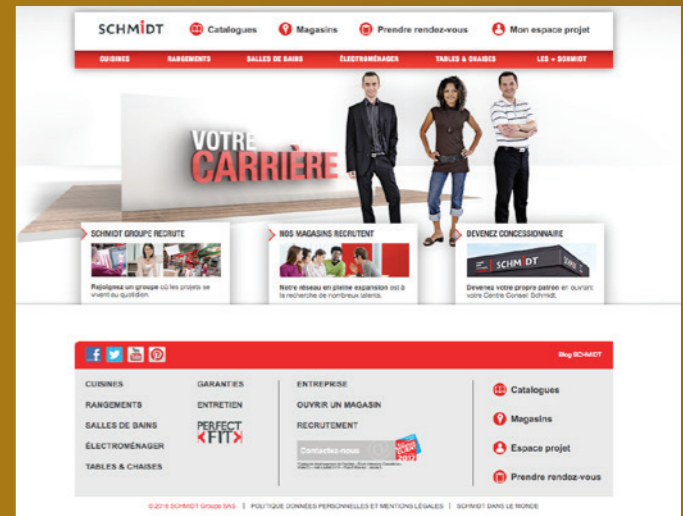 SCHMIDT Catalogues Magasins Prendre rendez-vous Mon espace projet
CUISINES RANGEMENTS SALLES DE BAINS ÉLECTROMÉNAGER TABLES & CHAISES LES + SCHMIDT
VOTRE
CARRIÈRE
SCHMIDT GROUPE RECRUTE
Rejoignez un groupe où les projets se
vivent au quotidien
NOS MAGASINS RECRUTENT
Notre réseau en pleine expansion est à
la recherche de nombreux talents.
DEVENEZ CONCESSIONNAIRE
SCHMIDT
Devenez votre propre patron en ouvrant
votre Centre Conseil Schmidt.
Blog SCHMIDT
CUISINES
RANGEMENTS
SALLES DE BAINS
ÉLECTROMÉNAGER
TABLES & CHAISES
GARANTIES
ENTRETIEN
PERFECT
FIT
ENTREPRISE
OUVRIR UN MAGASIN
RECRUTEMENT
Contactez-nous
2017
Catalogues
Magasins
Espace projet
Prendre rendez-vous
© 2016 SCHMIDT Groupe SAS | POLITIQUE DONNÉES PERSONNELLES ET MENTIONS LÉGALES | SCHMIDT DANS LE MONDE